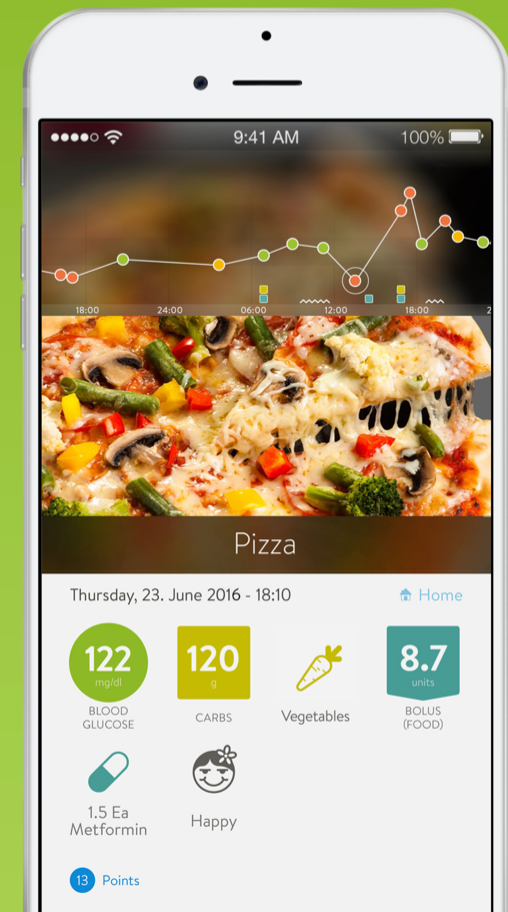 9:41 AM
100%
18:00 24:00 06:00 12:00 18:00 2
Pizza
Thursday, 23. June 2016 - 18:10
Home
122
mg/dl
BLOOD
GLUCOSE
120
g
CARBS
Vegetables
8.7
units
BOLUS
(FOOD)
1.5 Ea
Metformin
Happy
13 Points